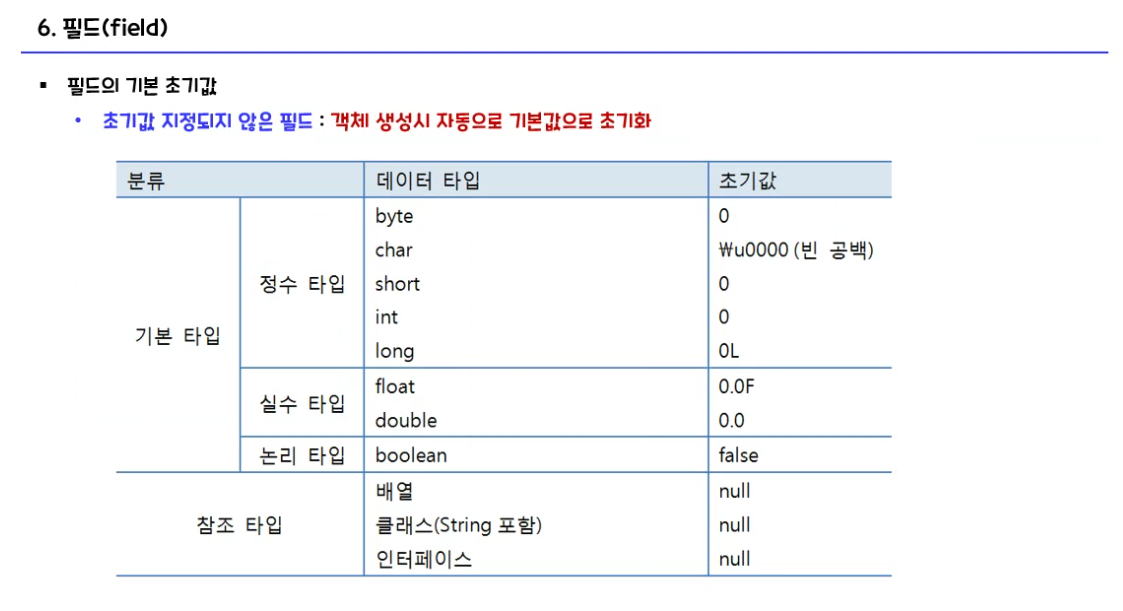 6. 필드(field)
▪ 필드의 기본 초기값
• 초기값 지정되지 않은 필드 : 객체 생성시 자동으로 기본값으로 초기화
분류 데이터 타입 초기값
byte 0
char ₩u0000 (빈 공백)
정수 타입 short 0
int 0
기본 타입
long 0L
float 0.0F
실수 타입
double 0.0
논리 타입 boolean false
배열 null
참조 타입 클래스(String 포함) null
인터페이스 null